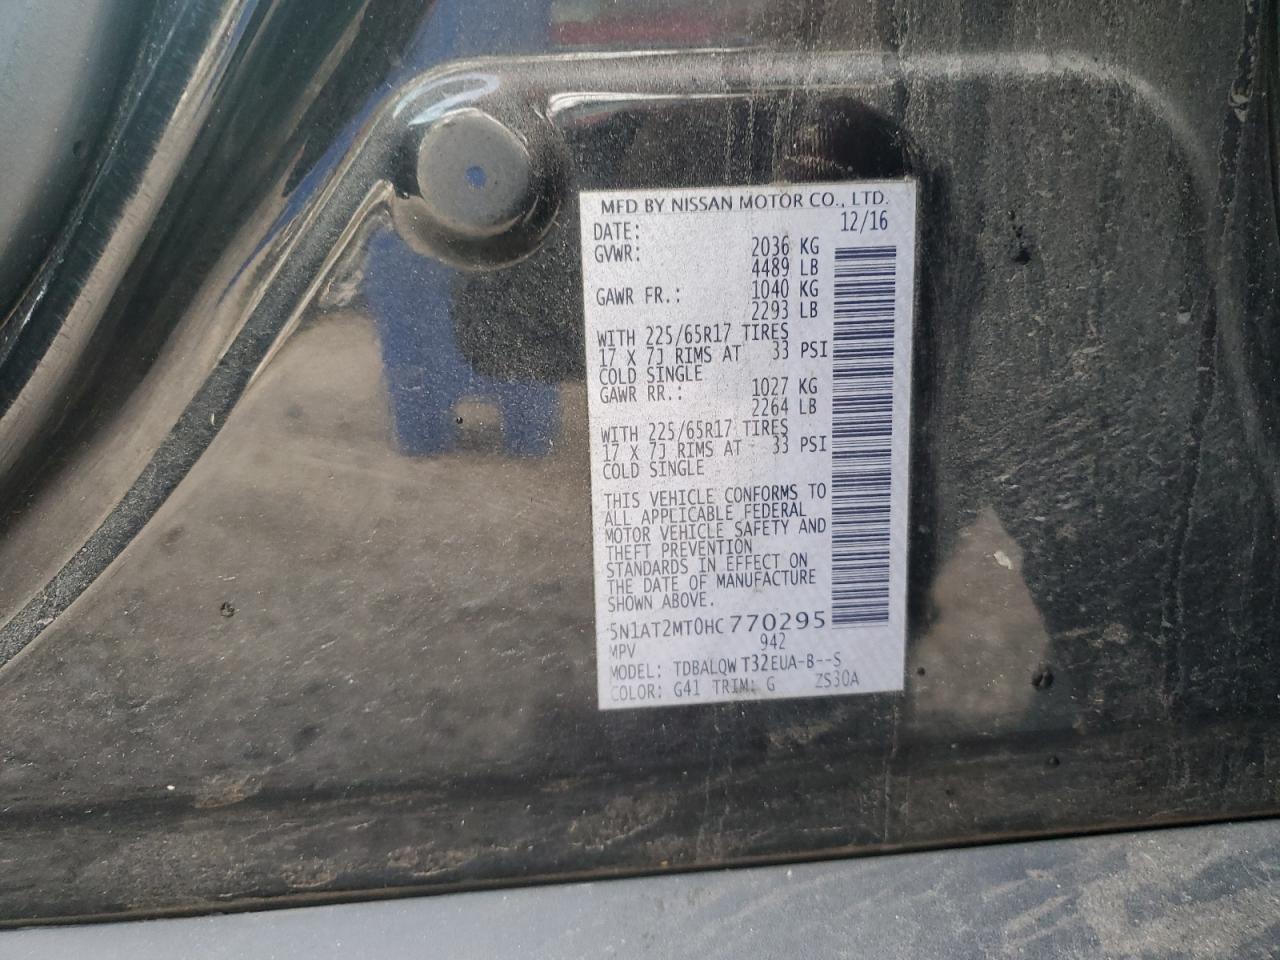 MFD BY NISSAN MOTOR CO., LTD.
DATE: 12/16
GVWR: 2036 KG
4489 LB
GAWR FR.: 1040 KG
2293 LB
WITH 225/65R17 TIRES
17 X 7J RIMS AT 33 PSI
COLD SINGLE
GAWR RR.: 1027 KG
2264 LB
WITH 225/65R17 TIRES
17 X 7J RIMS AT 33 PSI
COLD SINGLE
THIS VEHICLE CONFORMS TO
ALL APPLICABLE FEDERAL
MOTOR VEHICLE SAFETY AND
THEFT PREVENTION
STANDARDS IN EFFECT ON
THE DATE OF MANUFACTURE
SHOWN ABOVE.
5N1AT2MT0HC770295
MPV 942
MODEL: TDBALQW T32EUA-B--S
COLOR: G41 TRIM: G ZS30A